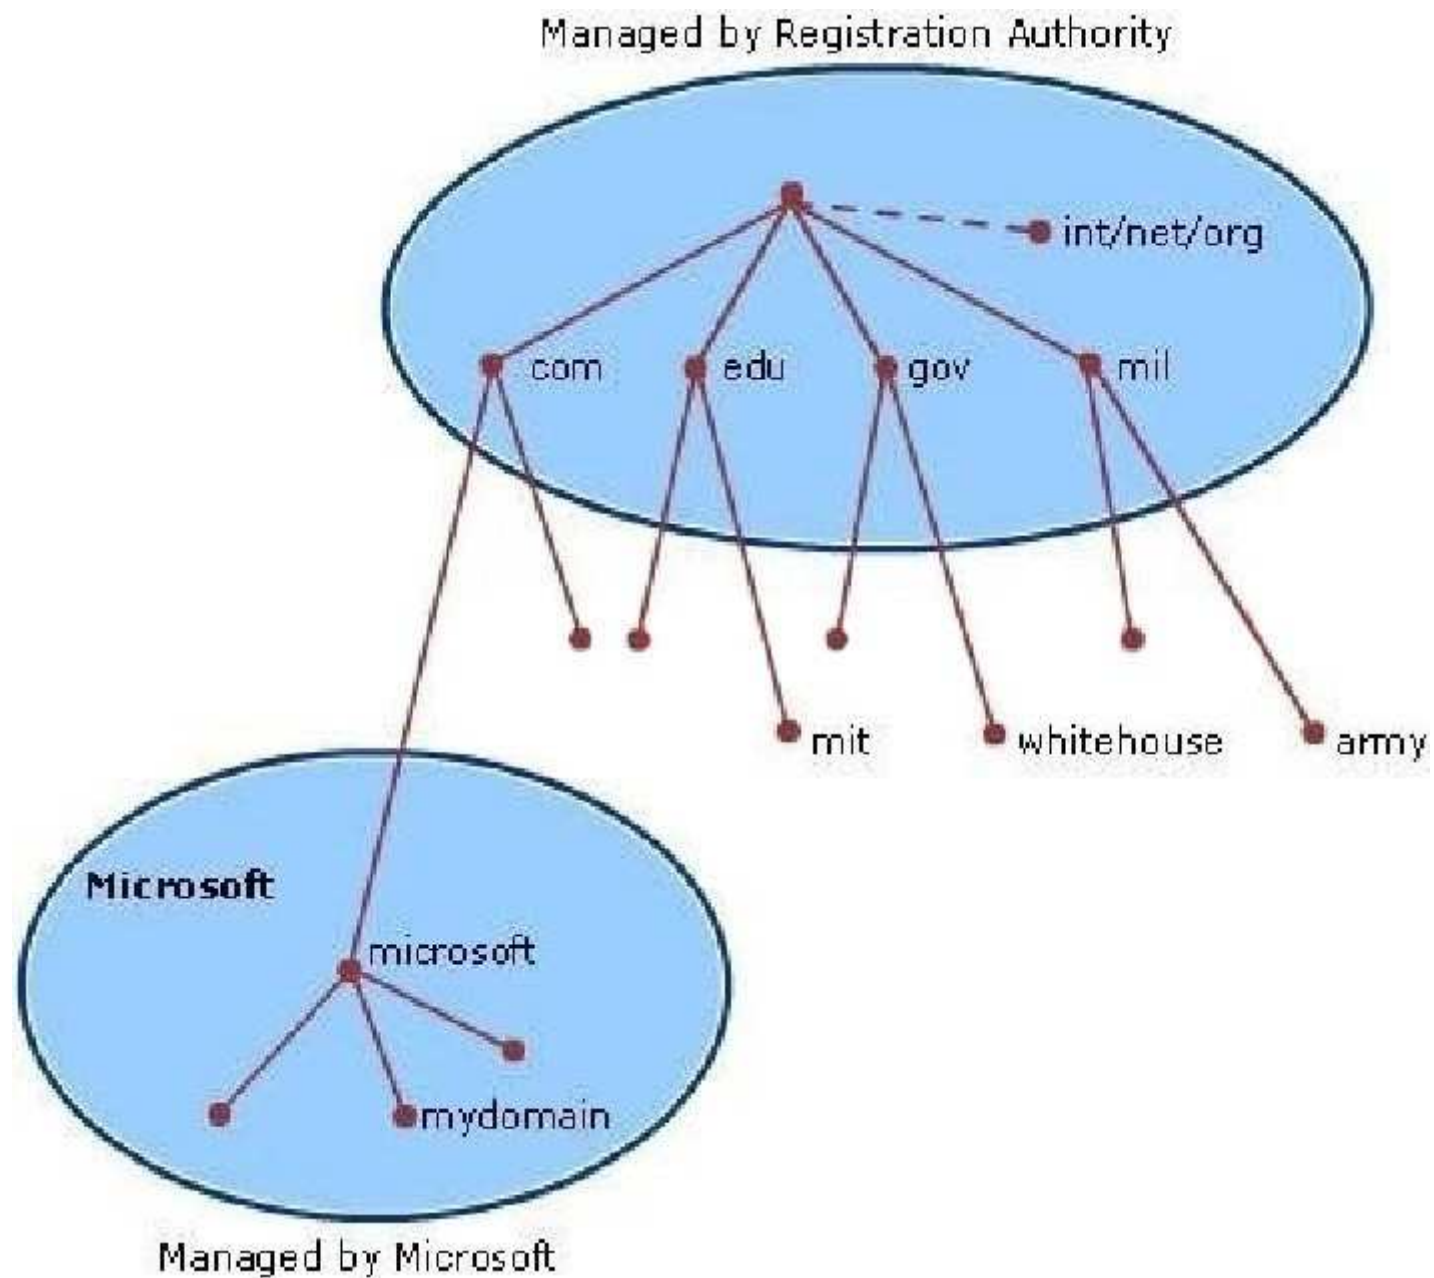 Managed by Registration Authority
int/net/org
com edu gov mil
mit whitehouse army
Microsoft
microsoft
mydomain
Managed by Microsoft